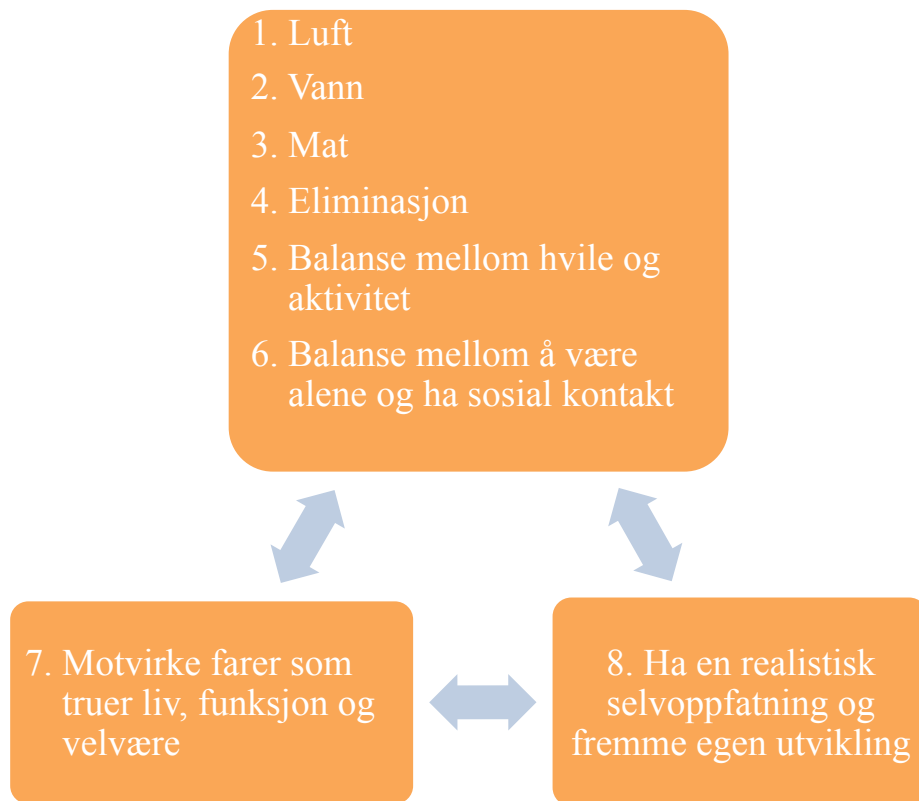 1. Luft
2. Vann
3. Mat
4. Eliminasjon
5. Balanse mellom hvile og
aktivitet
6. Balanse mellom å være
alene og ha sosial kontakt
7. Motvirke farer som
truer liv, funksjon og
velvære
8. Ha en realistisk
selvoppfatning og
fremme egen utvikling